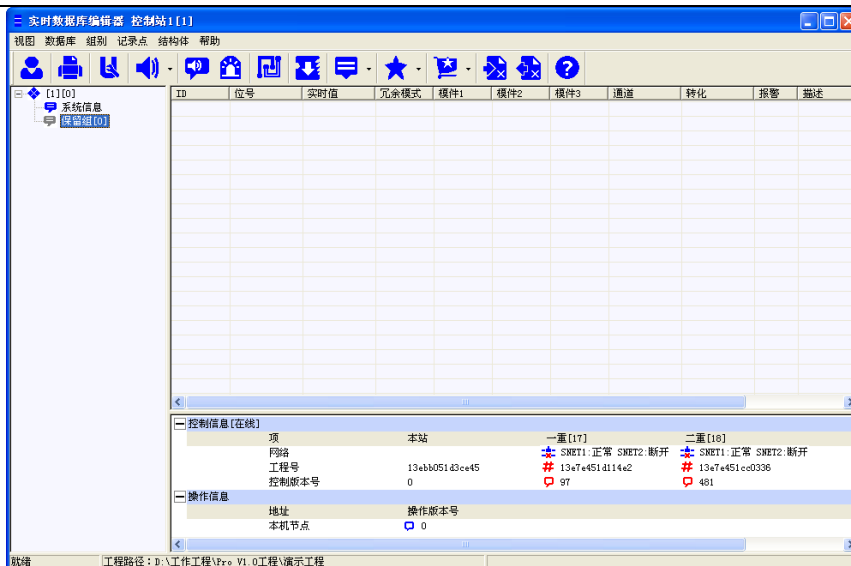 实时数据库编辑器 控制站1[1]
视图 数据库 组别 记录点 结构体 帮助
[1][0]
系统信息
保留组[0]
ID 位号 实时值 冗余模式 模件1 模件2 模件3 通道 转化 报警 描述
控制信息[在线]
项 本站 一重[17] 二重[18]
网络 SNET1:正常 SNET2:断开 SNET1:正常 SNET2:断开
工程号 13ebb051d3ce45 13e7e451d114e2 13e7e451cc0336
控制版本号 0 97 481
操作信息
地址 操作版本号
本机节点 0
就绪 工程路径：D:\工作工程\Pro V1.0工程\演示工程